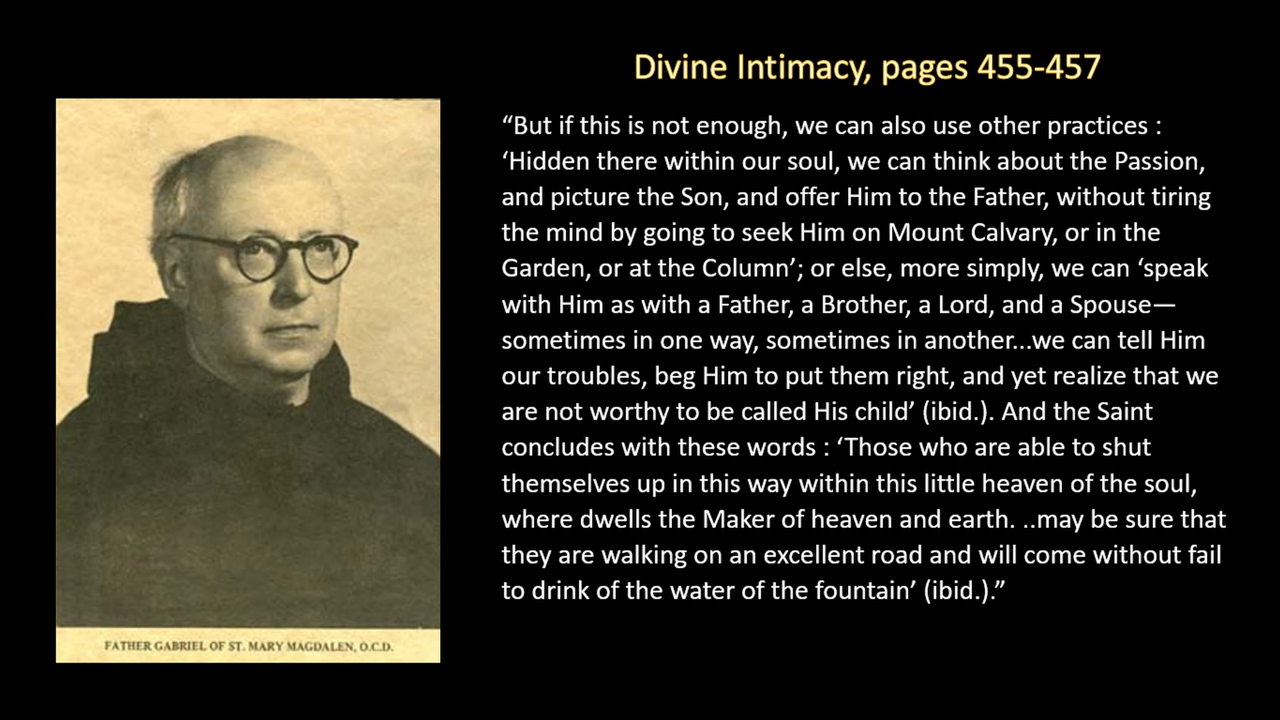 Divine Intimacy, pages 455-457
“But if this is not enough, we can also use other practices :
‘Hidden there within our soul, we can think about the Passion,
and picture the Son, and offer Him to the Father, without tiring
the mind by going to seek Him on Mount Calvary, or in the
Garden, or at the Column’; or else, more simply, we can ‘speak
with Him as with a Father, a Brother, a Lord, and a Spouse—
sometimes in one way, sometimes in another...we can tell Him
our troubles, beg Him to put them right, and yet realize that we
are not worthy to be called His child’ (ibid.). And the Saint
concludes with these words : ‘Those who are able to shut
themselves up in this way within this little heaven of the soul,
where dwells the Maker of heaven and earth. ..may be sure that
they are walking on an excellent road and will come without fail
to drink of the water of the fountain’ (ibid.).”
FATHER GABRIEL OF ST. MARY MAGDALEN, O.C.D.